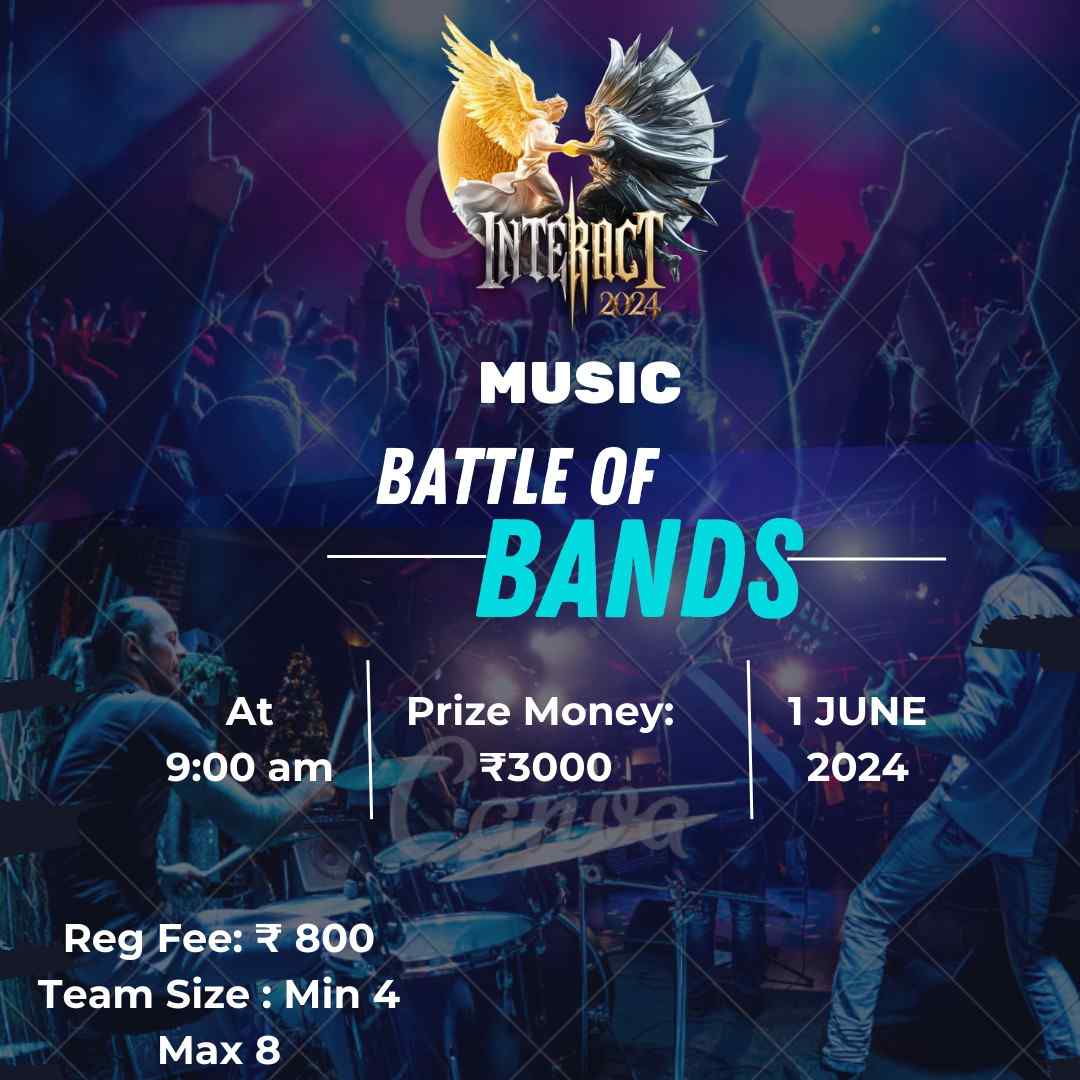 INTERACT
2024
MUSIC
BATTLE OF
BANDS
At
9:00 am
Prize Money:
₹3000
1 JUNE
2024
Canva
Reg Fee: ₹ 800
Team Size : Min 4
Max 8